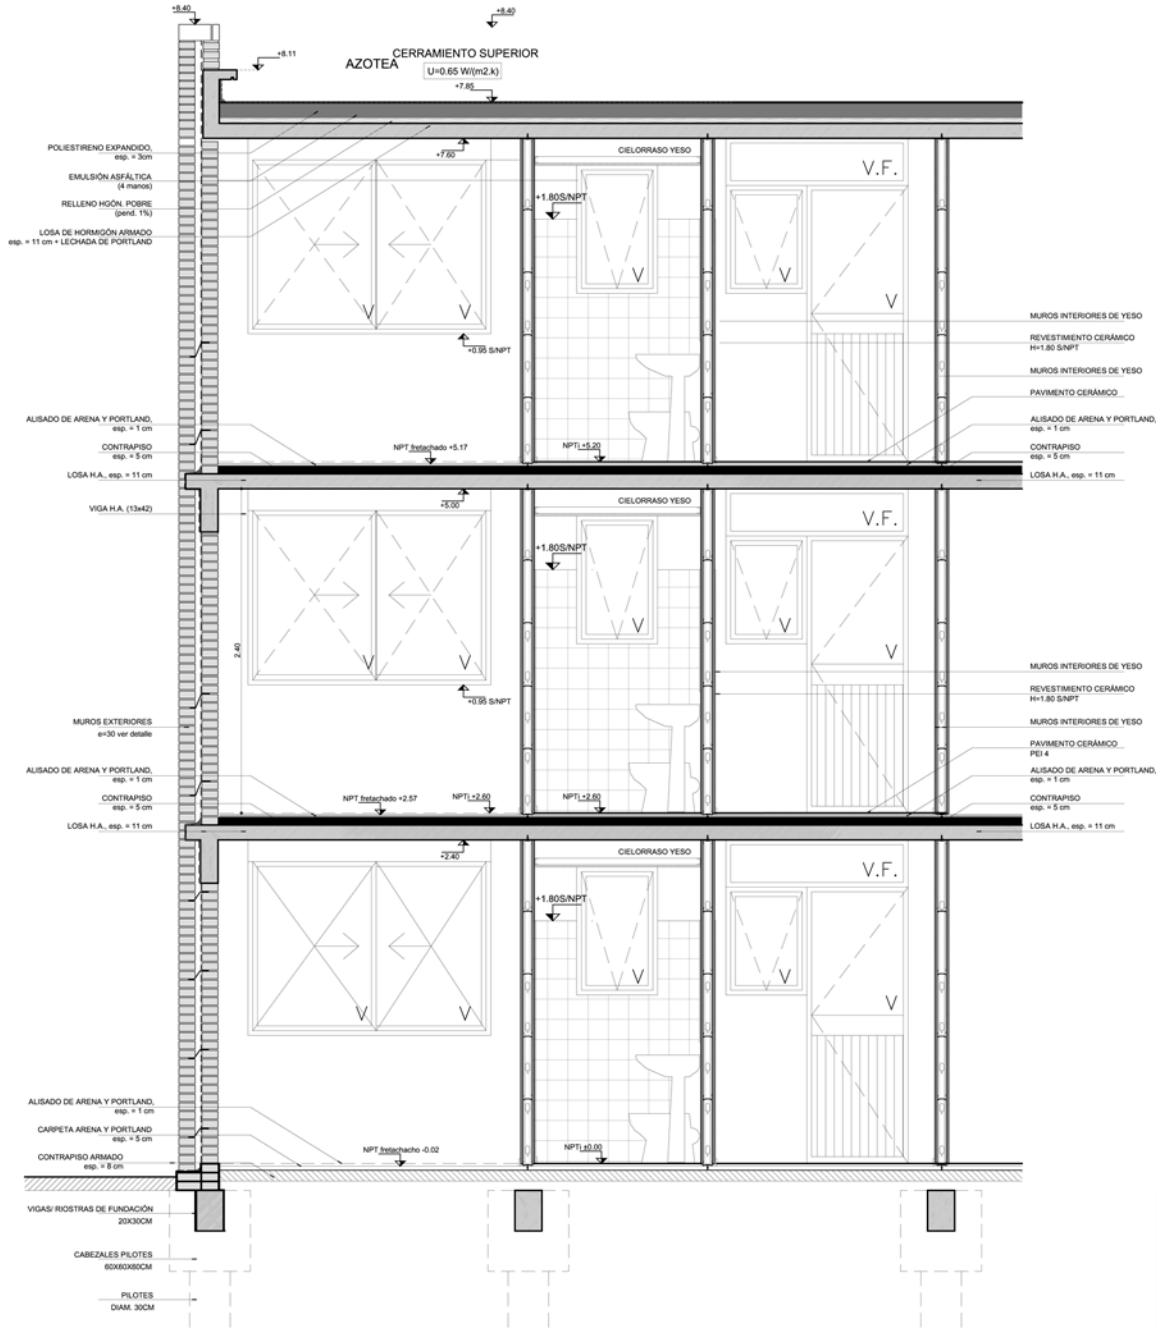 +8.40
+8.40
+8.11
AZOTEA
CERRAMIENTO SUPERIOR
U=0.65 W/(m2.k)
+7.85
POLIESTIRENO EXPANDIDO,
esp. = 3cm
EMULSIÓN ASFÁLTICA
(4 manos)
RELLENO HGÓN. POBRE
(pend. 1%)
LOSA DE HORMIGÓN ARMADO
esp. = 11 cm + LECHADA DE PORTLAND
+7.60
CIELORRASO YESO
V.F.
+1.80S/NPT
V
V
V
V
V
+0.95 S/NPT
MUROS INTERIORES DE YESO
REVESTIMIENTO CERÁMICO
H=1.80 S/NPT
MUROS INTERIORES DE YESO
PAVIMENTO CERÁMICO
ALISADO DE ARENA Y PORTLAND,
esp. = 1 cm
CONTRAPISO
esp. = 5 cm
LOSA H.A., esp. = 11 cm
ALISADO DE ARENA Y PORTLAND,
esp. = 1 cm
CONTRAPISO
esp. = 5 cm
LOSA H.A., esp. = 11 cm
NPT fretachado +5.17
NPTi +5.20
VIGA H.A. (13x42)
+5.00
CIELORRASO YESO
V.F.
+1.80S/NPT
V
V
V
V
V
2.40
+0.95 S/NPT
MUROS INTERIORES DE YESO
REVESTIMIENTO CERÁMICO
H=1.80 S/NPT
MUROS INTERIORES DE YESO
PAVIMENTO CERÁMICO
PEI 4
ALISADO DE ARENA Y PORTLAND,
esp. = 1 cm
CONTRAPISO
esp. = 5 cm
LOSA H.A., esp. = 11 cm
MUROS EXTERIORES
e=30 ver detalle
ALISADO DE ARENA Y PORTLAND,
esp. = 1 cm
CONTRAPISO
esp. = 5 cm
LOSA H.A., esp. = 11 cm
NPT fretachado +2.57
NPTi +2.60
NPTi +2.60
+2.40
CIELORRASO YESO
V.F.
+1.80S/NPT
V
V
V
V
V
ALISADO DE ARENA Y PORTLAND,
esp. = 1 cm
CARPETA ARENA Y PORTLAND
esp. = 5 cm
CONTRAPISO ARMADO
esp. = 8 cm
NPT fretachacho -0.02
NPTi ±0.00
VIGAS/ RIOSTRAS DE FUNDACIÓN
20X30CM
CABEZALES PILOTES
60X60X60CM
PILOTES
DIAM. 30CM